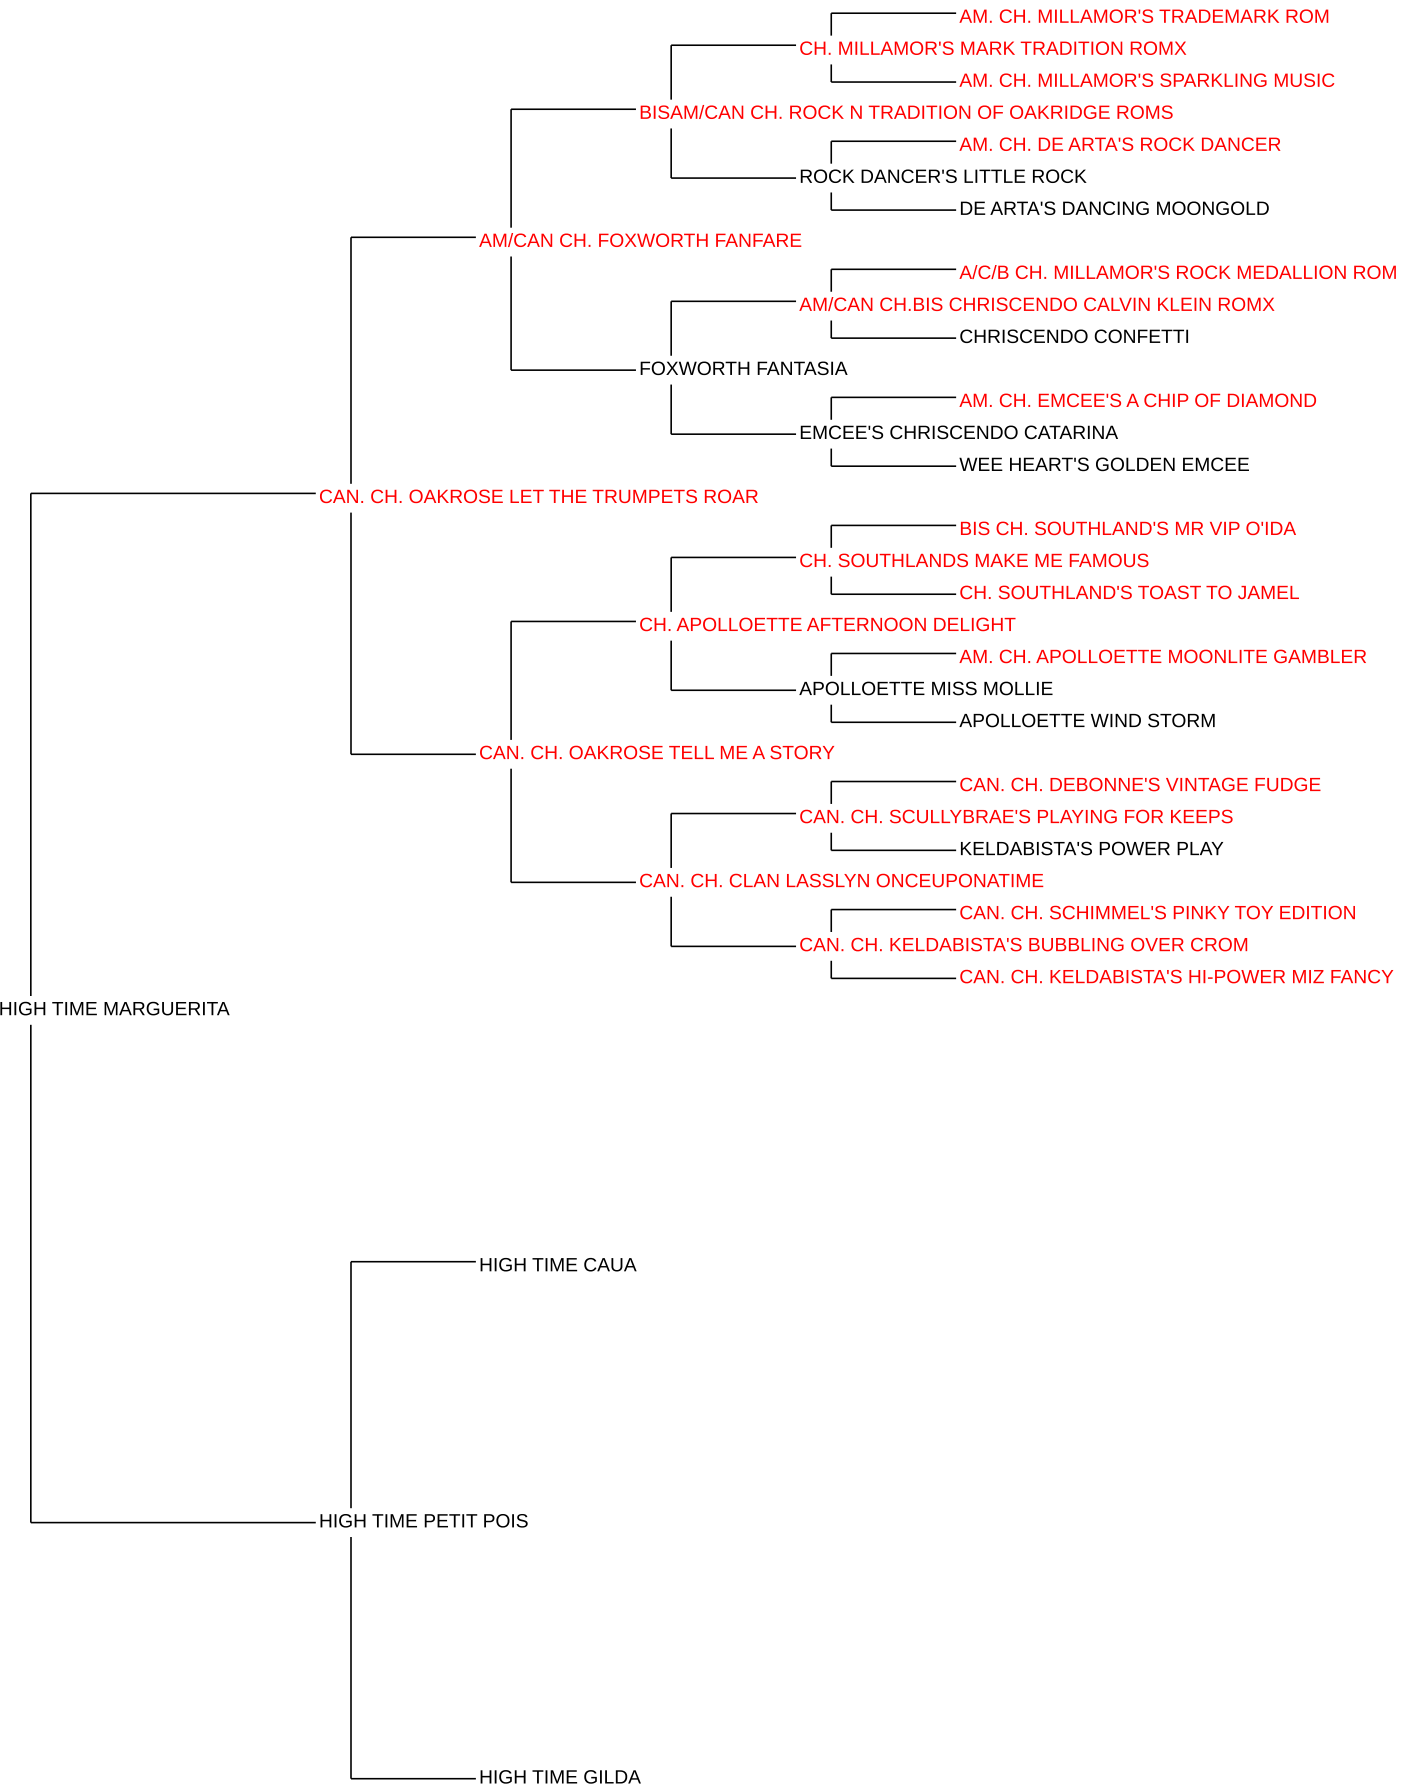 AM. CH. MILLAMOR'S TRADEMARK ROM
CH. MILLAMOR'S MARK TRADITION ROMX
AM. CH. MILLAMOR'S SPARKLING MUSIC
BISAM/CAN CH. ROCK N TRADITION OF OAKRIDGE ROMS
AM. CH. DE ARTA'S ROCK DANCER
ROCK DANCER'S LITTLE ROCK
DE ARTA'S DANCING MOONGOLD
AM/CAN CH. FOXWORTH FANFARE
A/C/B CH. MILLAMOR'S ROCK MEDALLION ROM
AM/CAN CH.BIS CHRISCENDO CALVIN KLEIN ROMX
CHRISCENDO CONFETTI
FOXWORTH FANTASIA
AM. CH. EMCEE'S A CHIP OF DIAMOND
EMCEE'S CHRISCENDO CATARINA
WEE HEART'S GOLDEN EMCEE
CAN. CH. OAKROSE LET THE TRUMPETS ROAR
BIS CH. SOUTHLAND'S MR VIP O'IDA
CH. SOUTHLANDS MAKE ME FAMOUS
CH. SOUTHLAND'S TOAST TO JAMEL
CH. APOLLOETTE AFTERNOON DELIGHT
AM. CH. APOLLOETTE MOONLITE GAMBLER
APOLLOETTE MISS MOLLIE
APOLLOETTE WIND STORM
CAN. CH. OAKROSE TELL ME A STORY
CAN. CH. DEBONNE'S VINTAGE FUDGE
CAN. CH. SCULLYBRAE'S PLAYING FOR KEEPS
KELDABISTA'S POWER PLAY
CAN. CH. CLAN LASSLYN ONCEUPONATIME
CAN. CH. SCHIMMEL'S PINKY TOY EDITION
CAN. CH. KELDABISTA'S BUBBLING OVER CROM
CAN. CH. KELDABISTA'S HI-POWER MIZ FANCY
HIGH TIME MARGUERITA
HIGH TIME CAUA
HIGH TIME PETIT POIS
HIGH TIME GILDA